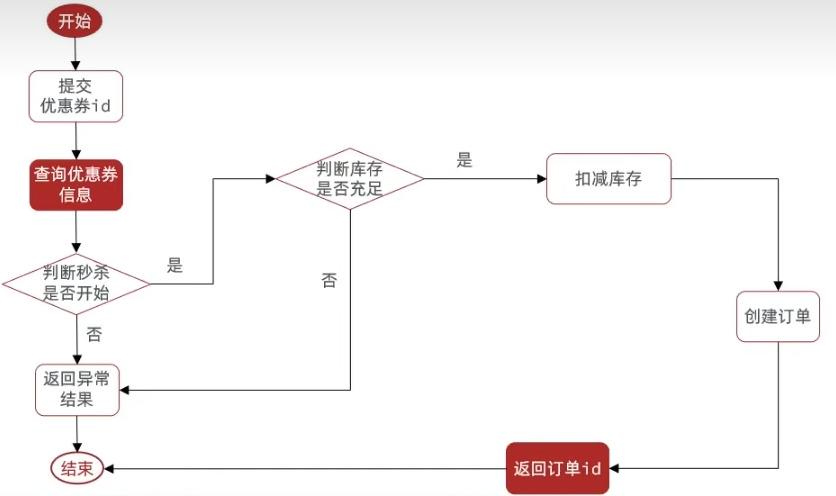 开始
提交
优惠券id
查询优惠券
信息
判断秒杀
是否开始
是
否
返回异常
结果
结束
判断库存
是否充足
是
否
扣减库存
创建订单
返回订单id